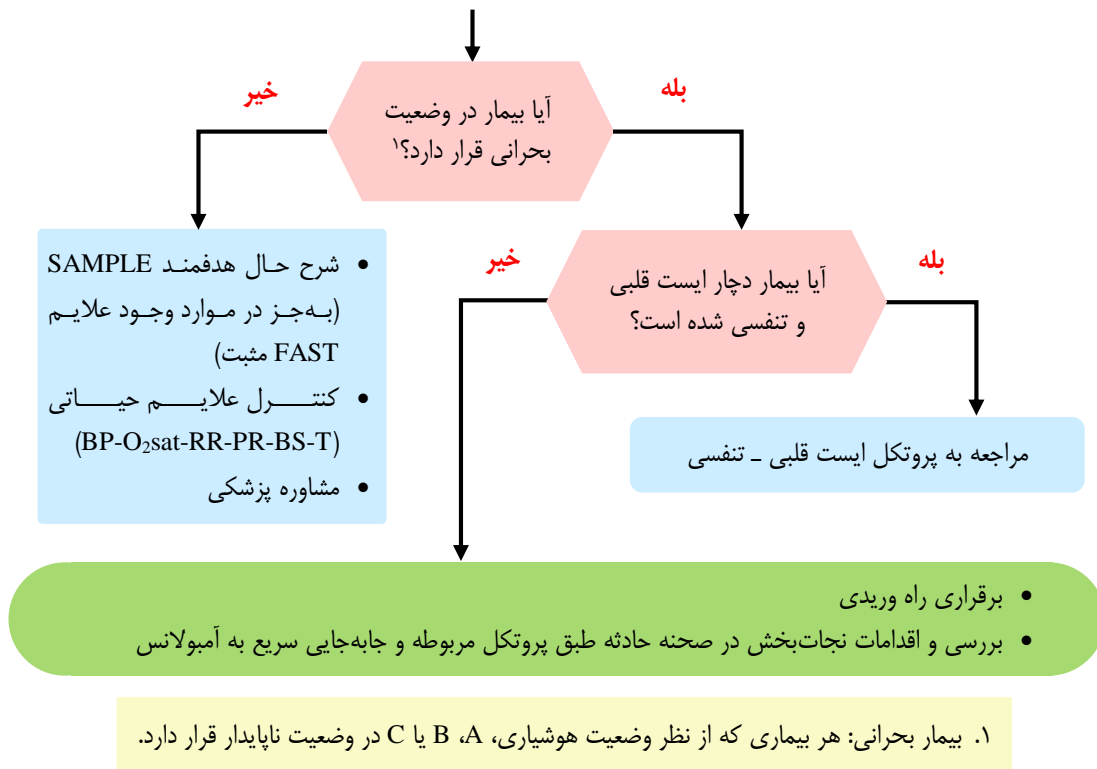 آیا بیمار در وضعیت
بحرانی قرار دارد؟۱
بله
خیر
آیا بیمار دچار ایست قلبی
و تنفسی شده است؟
بله
خیر
• شرح حال هدفمند SAMPLE
(به‌جز در موارد وجود علایم
FAST مثبت)
• کنترل علایم حیاتی
(BP-O₂sat-RR-PR-BS-T)
• مشاوره پزشکی
مراجعه به پروتکل ایست قلبی ـ تنفسی
• برقراری راه وریدی
• بررسی و اقدامات نجات‌بخش در صحنه حادثه طبق پروتکل مربوطه و جابه‌جایی سریع به آمبولانس
۱. بیمار بحرانی: هر بیماری که از نظر وضعیت هوشیاری، A، B یا C در وضعیت ناپایدار قرار دارد.